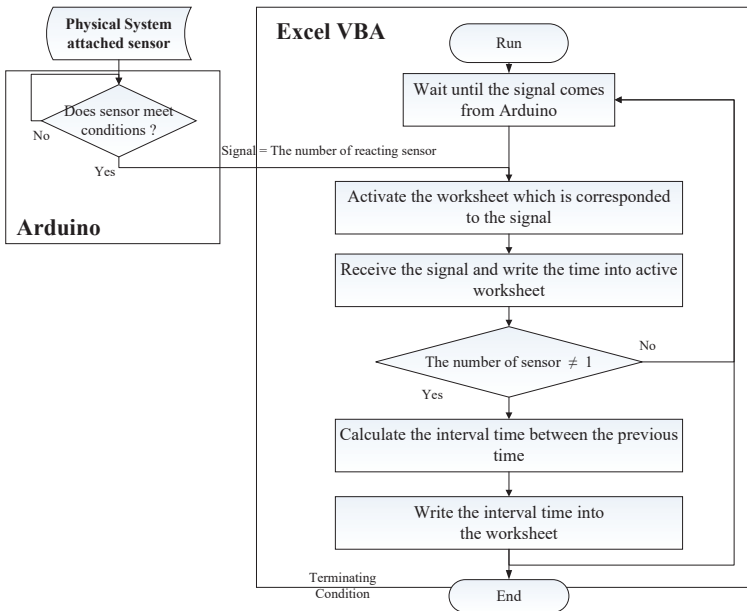 Physical System
attached sensor
Does sensor meet
conditions ?
No
Yes
Arduino
Signal = The number of reacting sensor
Excel VBA
Run
Wait until the signal comes
from Arduino
Activate the worksheet which is corresponded
to the signal
Receive the signal and write the time into active
worksheet
The number of sensor ≠ 1
No
Yes
Calculate the interval time between the previous
time
Write the interval time into
the worksheet
Terminating
Condition
End